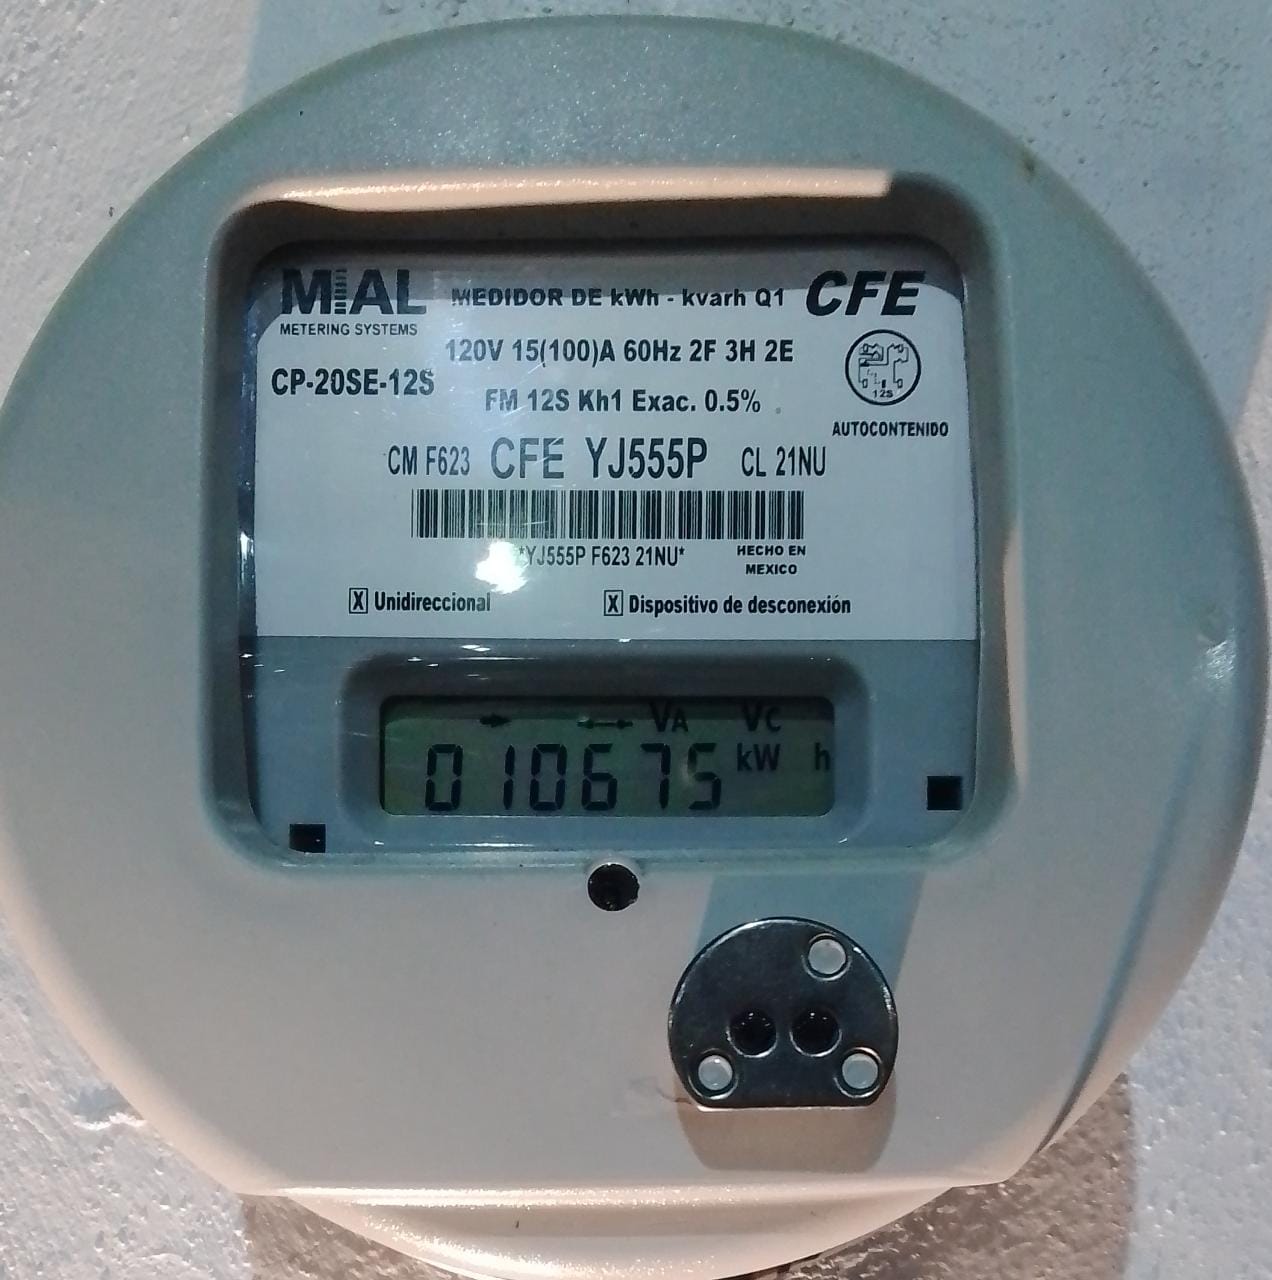 MIAL MEDIDOR DE kWh - kvarh Q1 CFE
METERING SYSTEMS
120V 15(100)A 60Hz 2F 3H 2E
CP-20SE-12S
FM 12S Kh1 Exac. 0.5%
12S
AUTOCONTENIDO
CM F623 CFE YJ555P CL 21NU
*YJ555P F623 21NU*
HECHO EN
MEXICO
X Unidireccional X Dispositivo de desconexión
VA VC
010675 kW h